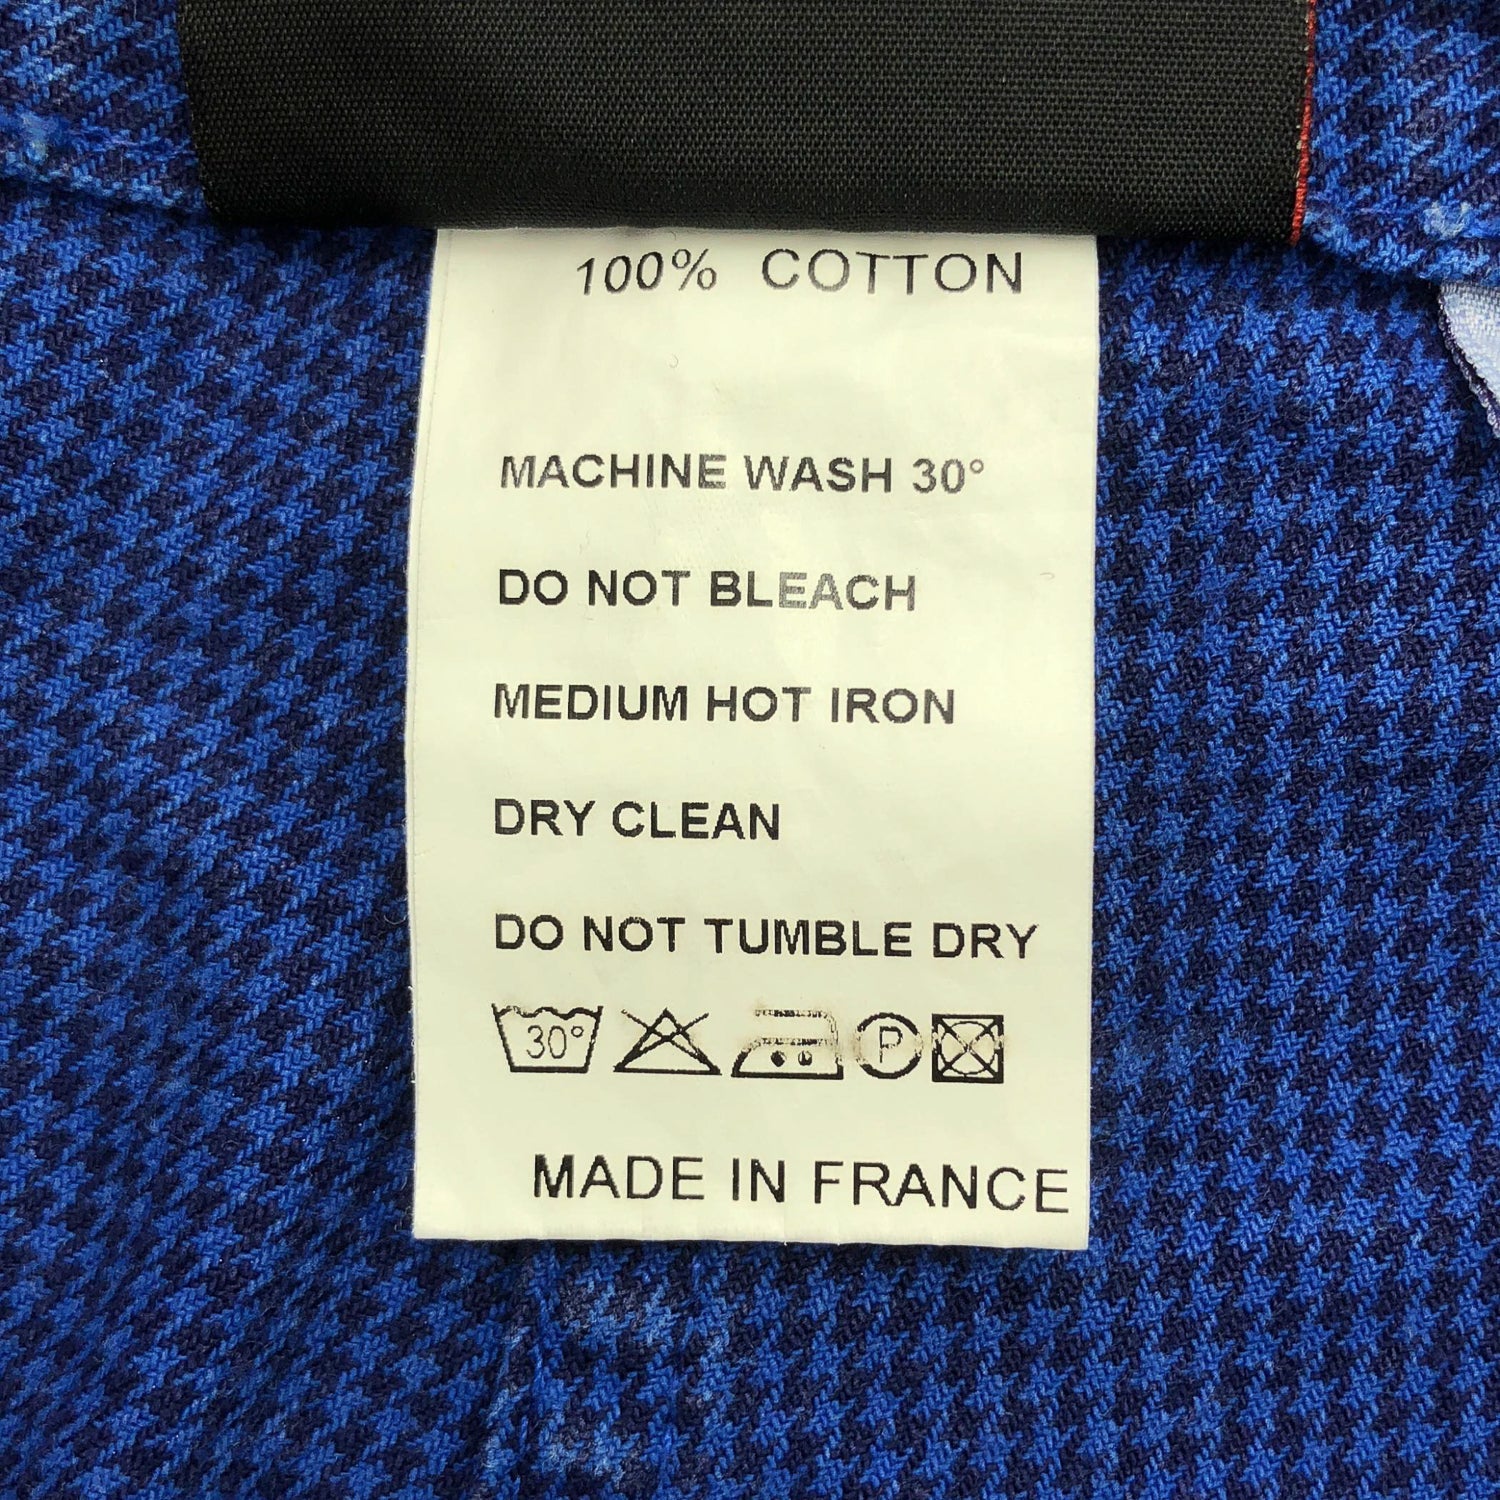 100% COTTON
MACHINE WASH 30°
DO NOT BLEACH
MEDIUM HOT IRON
DRY CLEAN
DO NOT TUMBLE DRY
30° P
MADE IN FRANCE